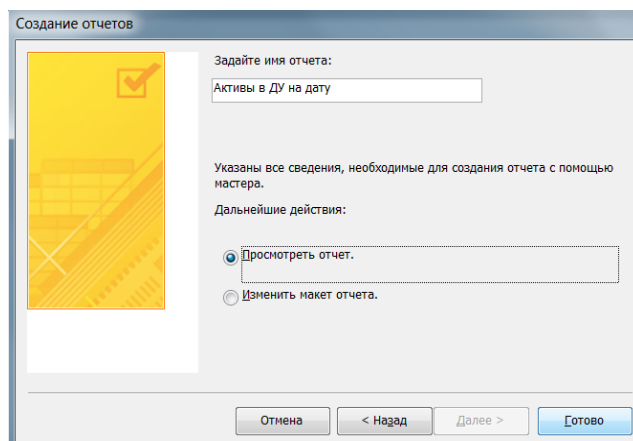 Создание отчетов
Задайте имя отчета:
Активы в ДУ на дату
Указаны все сведения, необходимые для создания отчета с помощью
мастера.
Дальнейшие действия:
Просмотреть отчет.
Изменить макет отчета.
Отмена
< Назад
Далее >
Готово